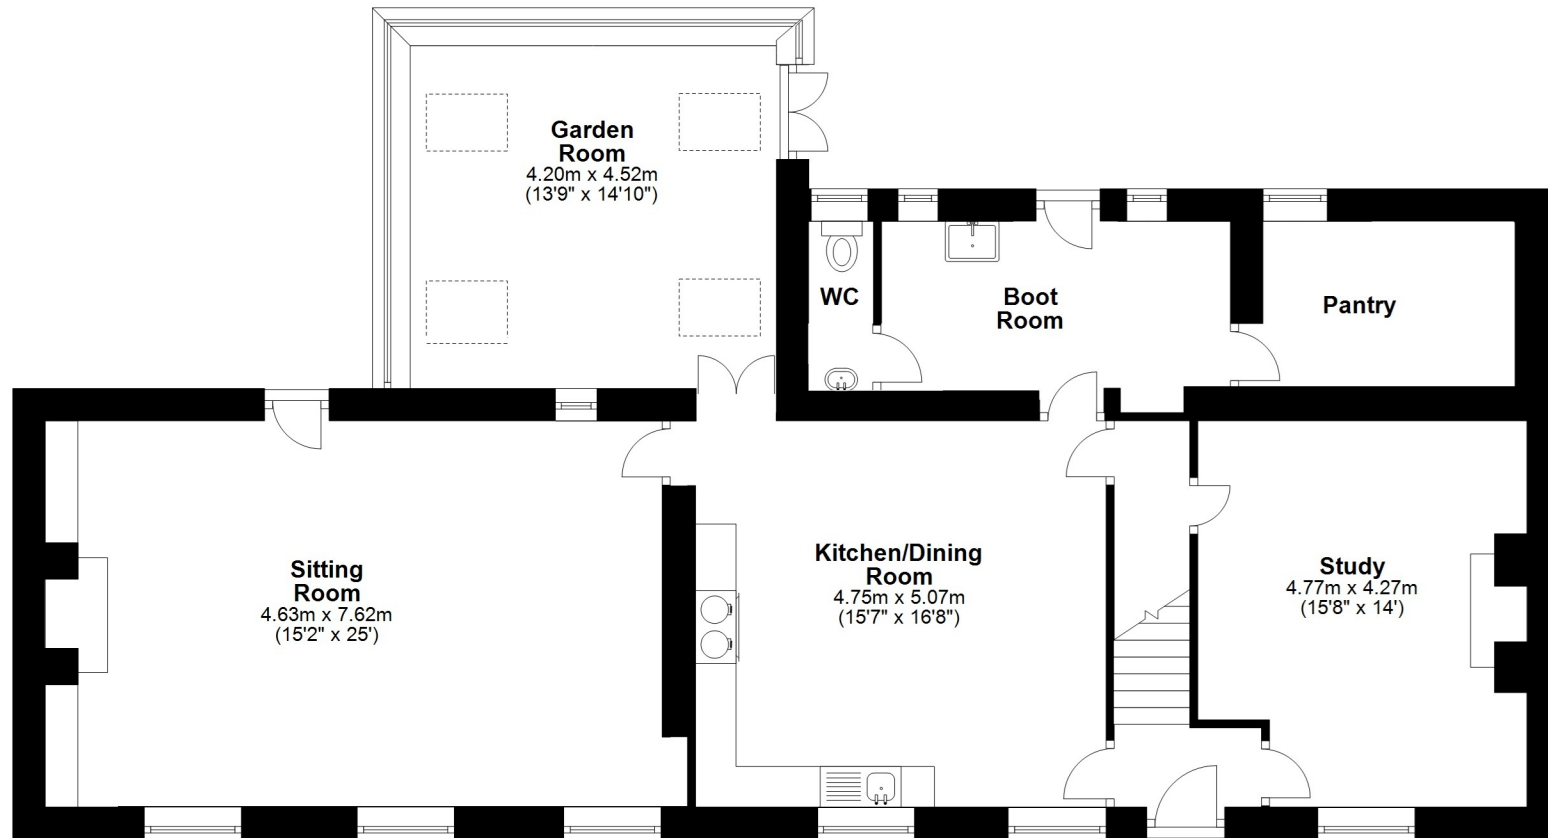 Garden
Room
4.20m x 4.52m
(13'9" x 14'10")
WC
Boot
Room
Pantry
Sitting
Room
4.63m x 7.62m
(15'2" x 25')
Kitchen/Dining
Room
4.75m x 5.07m
(15'7" x 16'8")
Study
4.77m x 4.27m
(15'8" x 14')